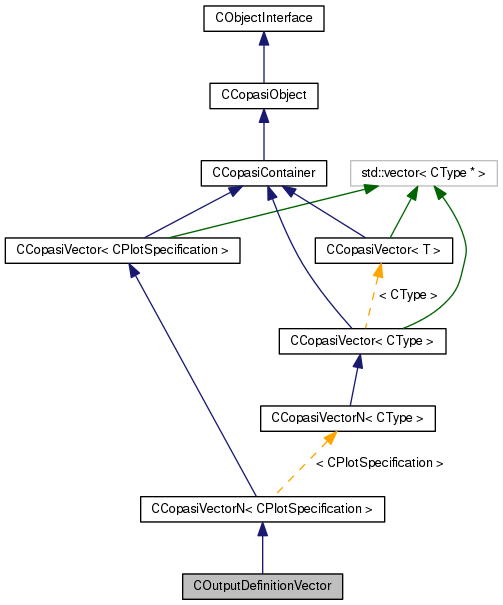 CObjectInterface
CCopasiObject
CCopasiContainer
std::vector< CType * >
CCopasiVector< CPlotSpecification >
CCopasiVector< T >
< CType >
CCopasiVector< CType >
CCopasiVectorN< CType >
< CPlotSpecification >
CCopasiVectorN< CPlotSpecification >
COutputDefinitionVector